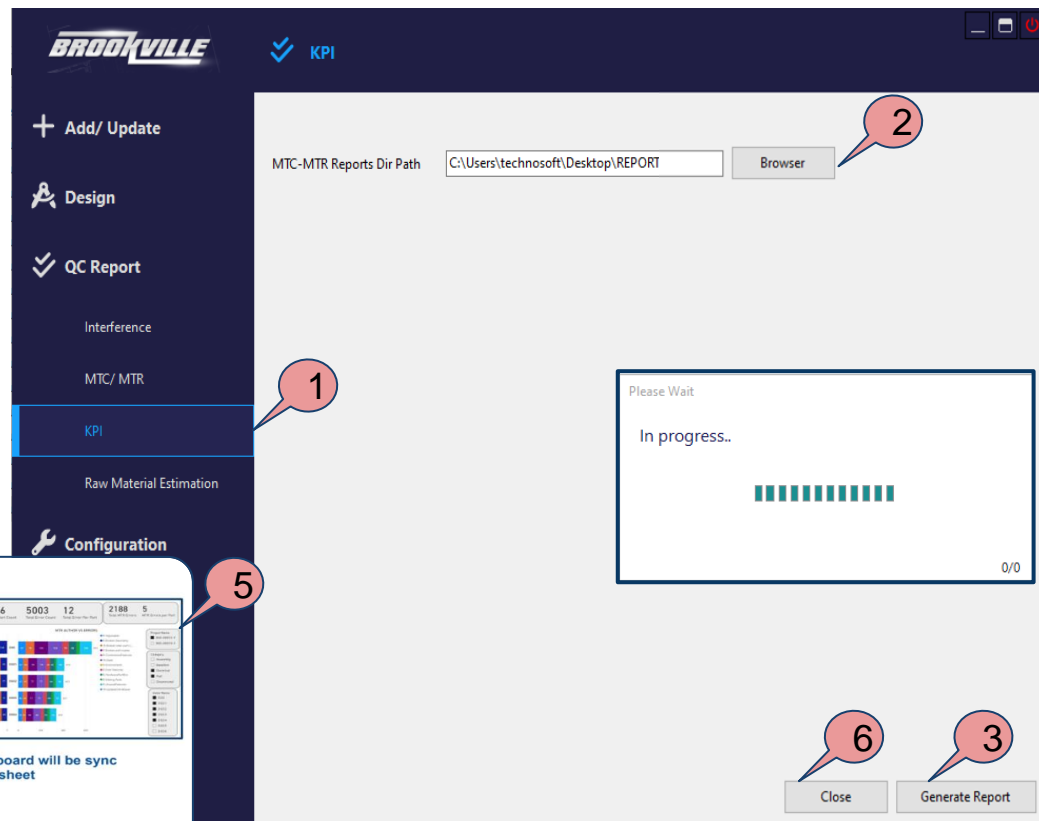 BROOKVILLE
KPI
Add/ Update
2
MTC-MTR Reports Dir Path
C:\Users\technosoft\Desktop\REPORT
Browser
Design
QC Report
Interference
MTC/ MTR
1
KPI
Please Wait
In progress..
Raw Material Estimation
Configuration
0/0
5
6 5003 12 2188 5
board will be sync
sheet
6
3
Close
Generate Report